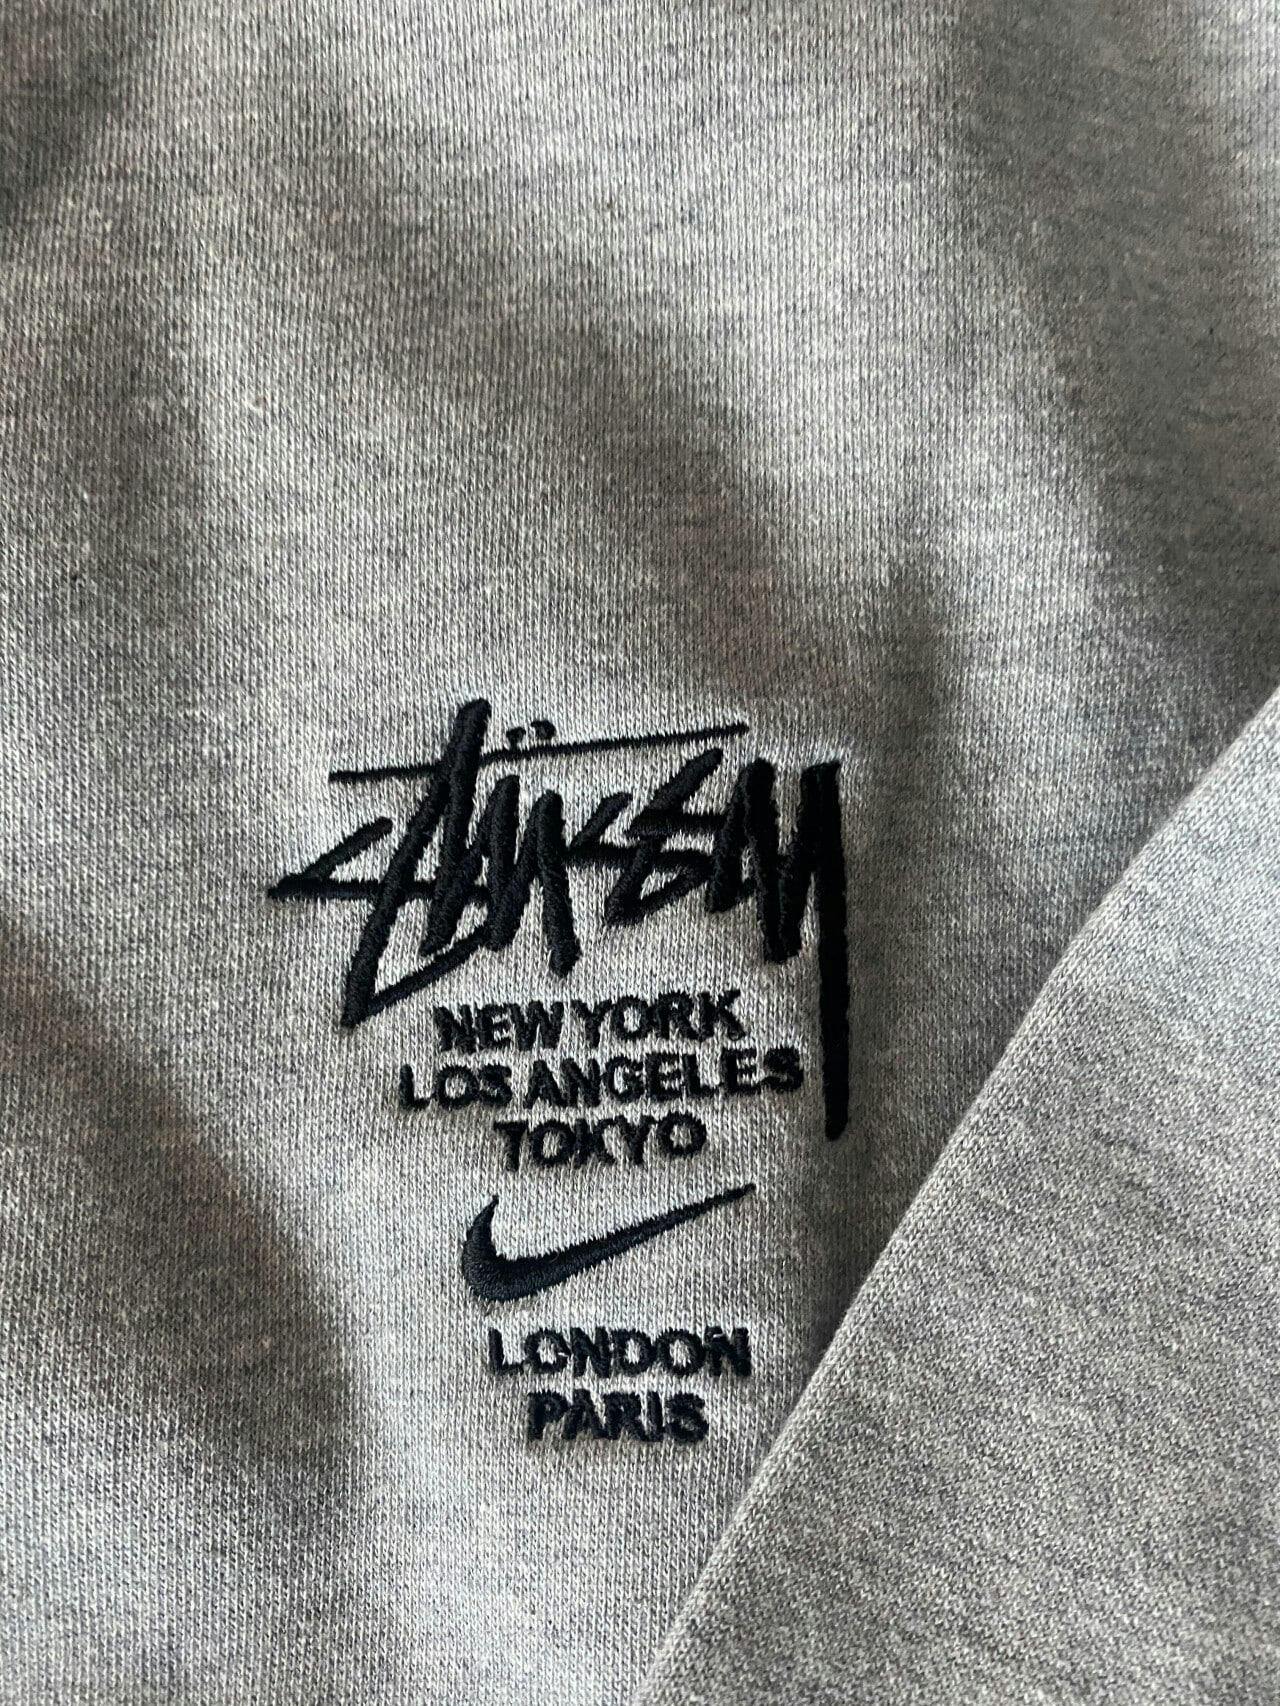 Stüssy
NEW YORK
LOS ANGELES
TOKYO
LONDON
PARIS